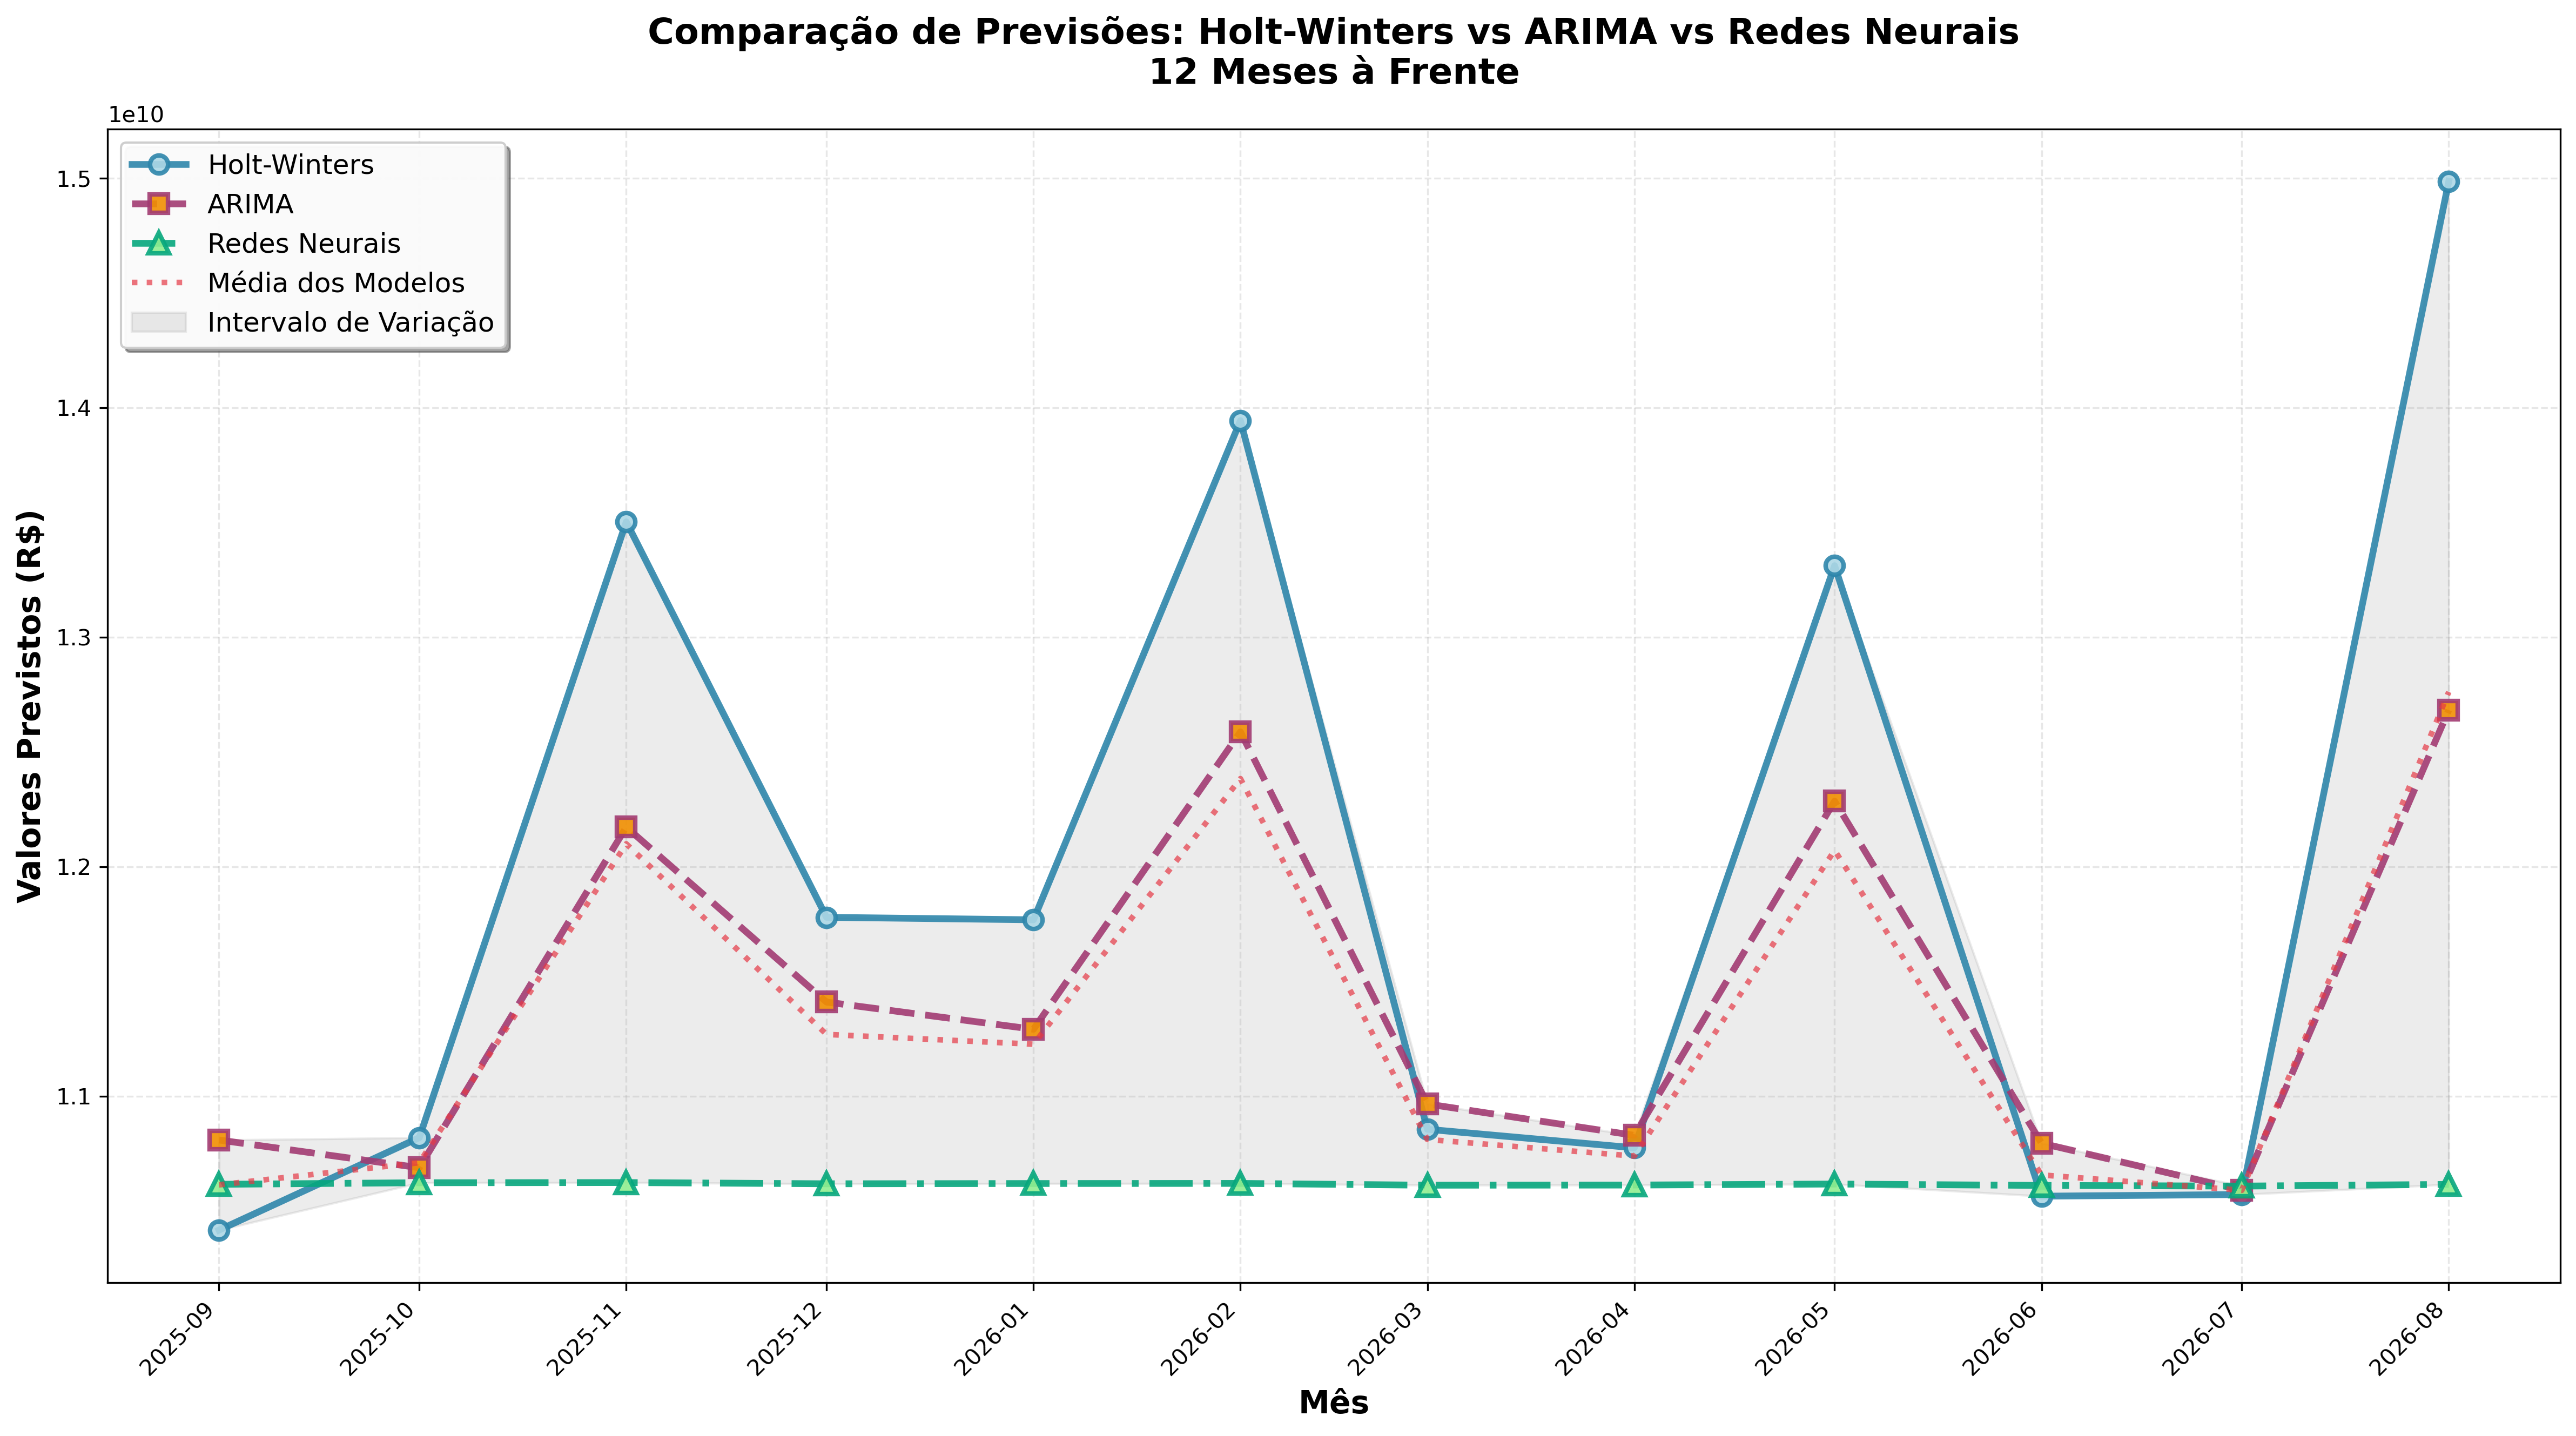 Comparação de Previsões: Holt-Winters vs ARIMA vs Redes Neurais
12 Meses à Frente
1e10
Holt-Winters
ARIMA
Redes Neurais
Média dos Modelos
Intervalo de Variação
1.5
1.4
1.3
1.2
1.1
Valores Previstos (R$)
2025-09
2025-10
2025-11
2025-12
2026-01
2026-02
2026-03
2026-04
2026-05
2026-06
2026-07
2026-08
Mês